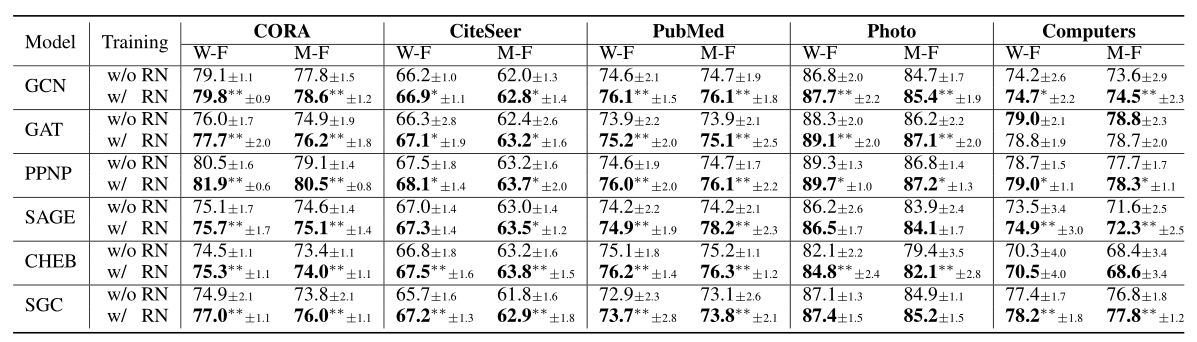 Model Training CORA CiteSeer PubMed Photo Computers
W-F M-F W-F M-F W-F M-F W-F M-F W-F M-F
GCN w/o RN 79.1±1.1 77.8±1.5 66.2±1.0 62.0±1.3 74.6±2.1 74.7±1.9 86.8±2.0 84.7±1.7 74.2±2.6 73.6±2.9
w/ RN 79.8**±0.9 78.6**±1.2 66.9*±1.1 62.8*±1.4 76.1**±1.5 76.1**±1.8 87.7**±2.2 85.4**±1.9 74.7*±2.2 74.5**±2.3
GAT w/o RN 76.0±1.7 74.9±1.9 66.3±2.8 62.4±2.6 73.9±2.2 73.9±2.1 88.3±2.0 86.2±2.2 79.0±2.1 78.8±2.3
w/ RN 77.7**±2.0 76.2**±1.8 67.1*±1.9 63.2*±1.6 75.2**±2.0 75.1**±2.5 89.1**±2.0 87.1**±2.0 78.8±1.9 78.7±2.0
PPNP w/o RN 80.5±1.6 79.1±1.4 67.5±1.8 63.2±1.6 74.6±1.9 74.7±1.7 89.3±1.3 86.8±1.4 78.7±1.5 77.7±1.7
w/ RN 81.9**±0.6 80.5**±0.8 68.1*±1.4 63.7*±2.0 76.0**±2.0 76.1**±2.2 89.7*±1.0 87.2*±1.3 79.0*±1.1 78.3*±1.1
SAGE w/o RN 75.1±1.7 74.6±1.4 67.0±1.4 63.0±1.4 74.2±2.2 74.2±2.1 86.2±2.6 83.9±2.4 73.5±3.4 71.6±2.5
w/ RN 75.7**±1.7 75.1**±1.4 67.3±1.4 63.5*±1.2 74.9**±1.9 78.2**±2.3 86.5±1.7 84.1±1.7 74.9**±3.0 72.3**±2.5
CHEB w/o RN 74.5±1.1 73.4±1.1 66.8±1.8 63.2±1.6 75.1±1.8 75.2±1.1 82.1±2.2 79.4±3.5 70.3±4.0 68.4±3.4
w/ RN 75.3**±1.1 74.0**±1.1 67.5**±1.6 63.8**±1.5 76.2**±1.4 76.3**±1.2 84.8**±2.4 82.1**±2.8 70.5±4.0 68.6±3.4
SGC w/o RN 74.9±2.1 73.8±2.1 65.7±1.6 61.8±1.6 72.9±2.3 73.1±2.6 87.1±1.3 84.9±1.1 77.4±1.7 76.8±1.8
w/ RN 77.0**±1.1 76.0**±1.1 67.2**±1.3 62.9**±1.8 73.7**±2.8 73.8**±2.1 87.4±1.5 85.2±1.5 78.2**±1.8 77.8**±1.2